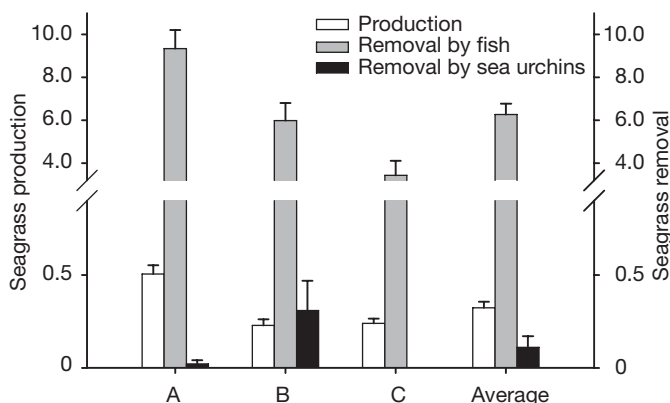 Production
Removal by fish
Removal by sea urchins
Seagrass production
10.0
8.0
6.0
4.0
0.5
0
10.0
8.0
6.0
4.0
0.5
0
Seagrass removal
A B C Average